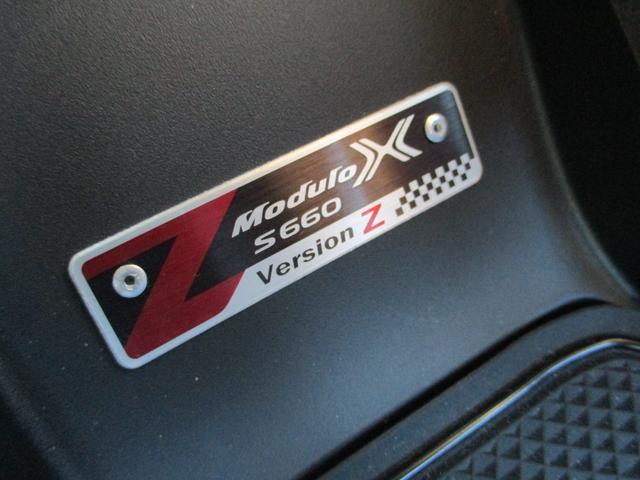 Z
Modulo X
S660
Version Z